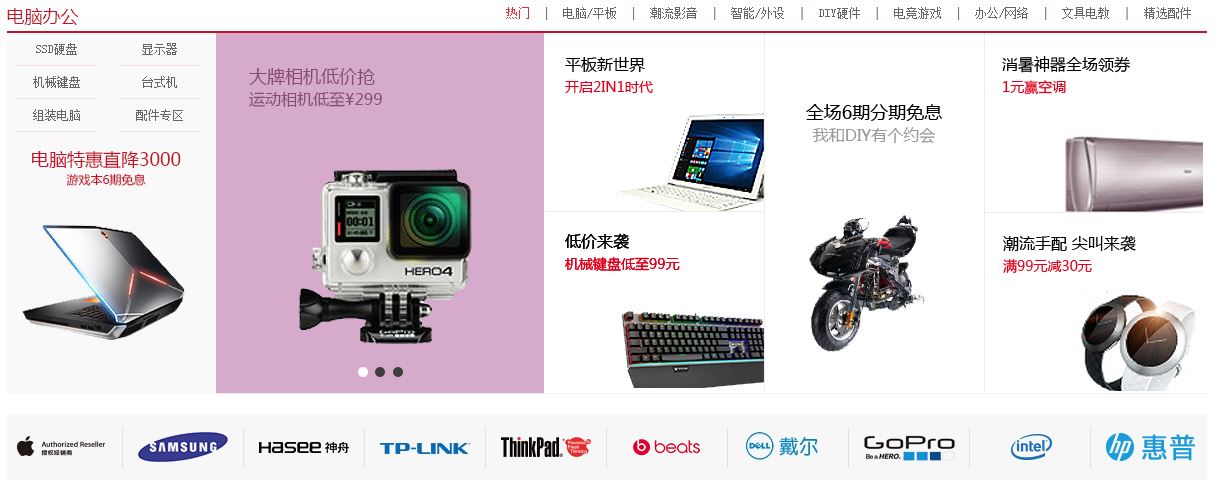 电脑办公
热门 | 电脑/平板 | 潮流影音 | 智能/外设 | DIY硬件 | 电竞游戏 | 办公/网络 | 文具电教 | 精选配件
SSD硬盘 显示器
机械键盘 台式机
组装电脑 配件专区
电脑特惠直降3000
游戏本6期免息
大牌相机低价抢
运动相机低至¥299
00:01
HERO4
GoPro
平板新世界
开启2IN1时代
低价来袭
机械键盘低至99元
全场6期分期免息
我和DIY有个约会
消暑神器全场领券
1元赢空调
潮流手配 尖叫来袭
满99元减30元
Authorized Reseller
授权经销商
SAMSUNG
HASEE 神舟
TP-LINK
ThinkPad
Powered
Fresh
Thinking
beats
DELL 戴尔
GoPro
Be a HERO.
intel
hp 惠普